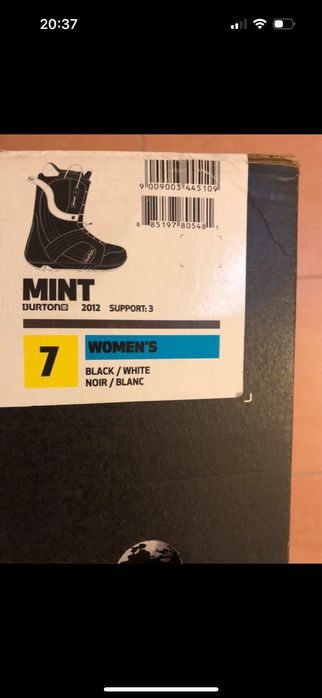 20:37
9 009003 445109
8 85197 80548 1
MINT
BURTON 2012 SUPPORT: 3
7
WOMEN'S
BLACK / WHITE
NOIR / BLANC